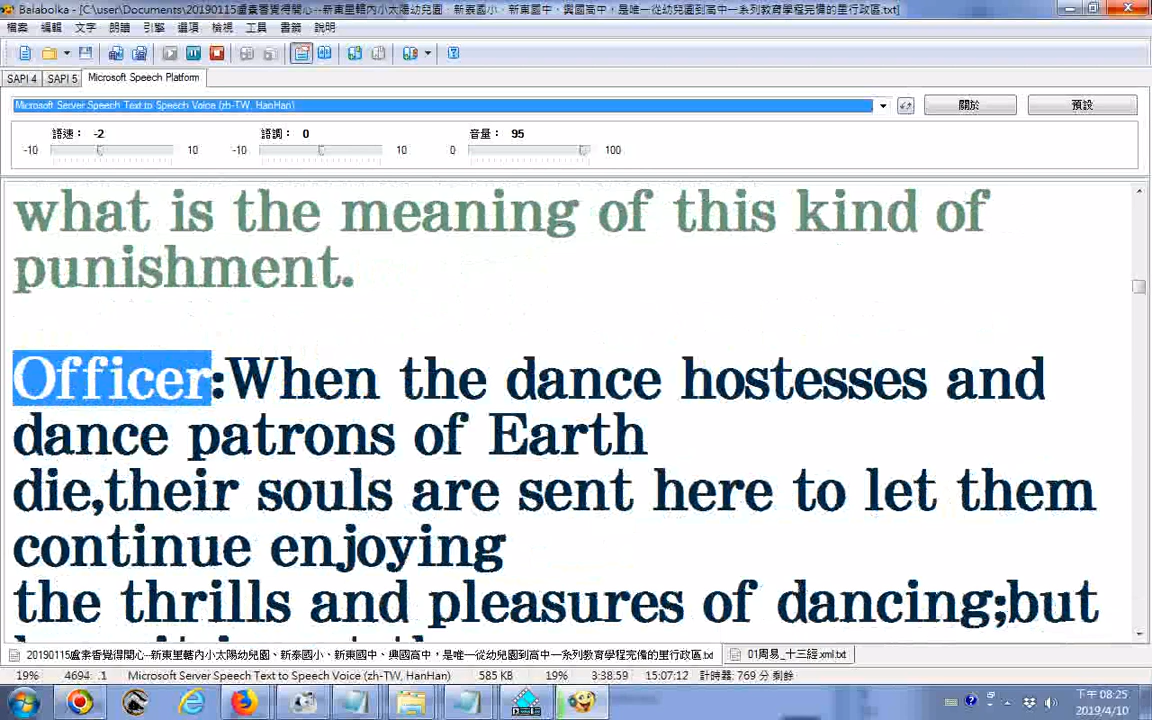 Balabolka - [C:\user\Documents\20190115盧素香覺得開心--新東里轄內小太陽幼兒園、新泰國小、新東國中、興國高中，是唯一從幼兒園到高中一系列教育學程完備的里行政區.txt]
檔案 編輯 文字 朗讀 引擎 選項 檢視 工具 書籤 說明
SAPI 4 SAPI 5 Microsoft Speech Platform
Microsoft Server Speech Text to Speech Voice (zh-TW, HanHan) 關於 預設
語速： -2 語調： 0 音量： 95
-10 10 -10 10 0 100
what is the meaning of this kind of
punishment.
Officer:When the dance hostesses and
dance patrons of Earth
die,their souls are sent here to let them
continue enjoying
the thrills and pleasures of dancing;but
20190115盧素香覺得開心--新東里轄內小太陽幼兒園、新泰國小、新東國中、興國高中，是唯一從幼兒園到高中一系列教育學程完備的里行政區.txt 01周易_十三經.xml.txt
19% 4694: 1 Microsoft Server Speech Text to Speech Voice (zh-TW, HanHan) 585 KB 19% 3:38:59 15:07:12 計時器: 769 分 剩餘
下午 08:25
2019/4/10